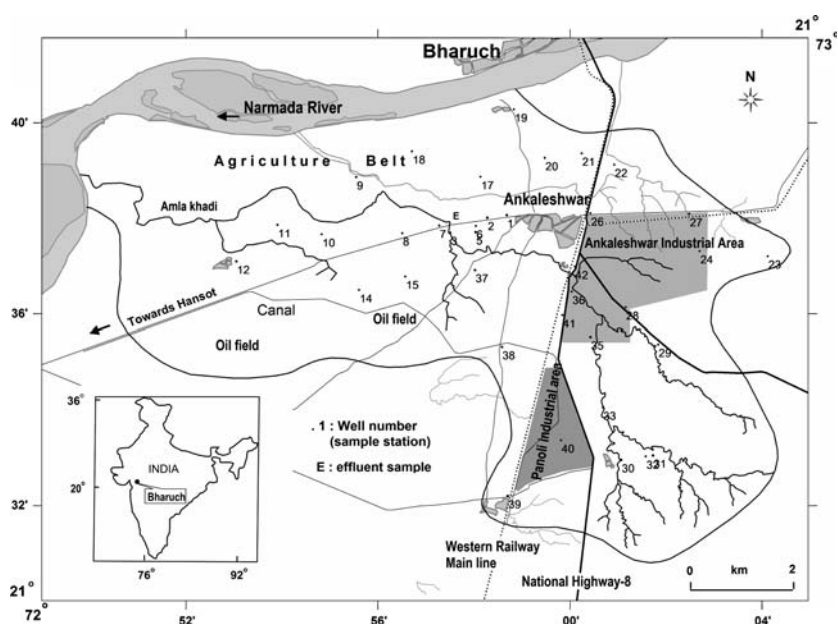 21°
73°
Bharuch
N
Narmada River
40'
19
Agriculture Belt
18
20
21
22
9
17
Ankaleshwar
Amla khadi
E
1
2
26
27
11
10
8
7
3
6
5
Ankaleshwar Industrial Area
24
23
12
37
42
15
14
36
Towards Hansot
Canal
Oil field
28
36'
41
Oil field
35
38
29
Panoli industrial area
36°
. 1 : Well number
(sample station)
33
40
INDIA
E : effluent sample
30
32
31
20°
Bharuch
39
32'
Western Railway
Main line
0 km 2
76°
92°
National Highway-8
21°
72°
52'
56'
00'
04'